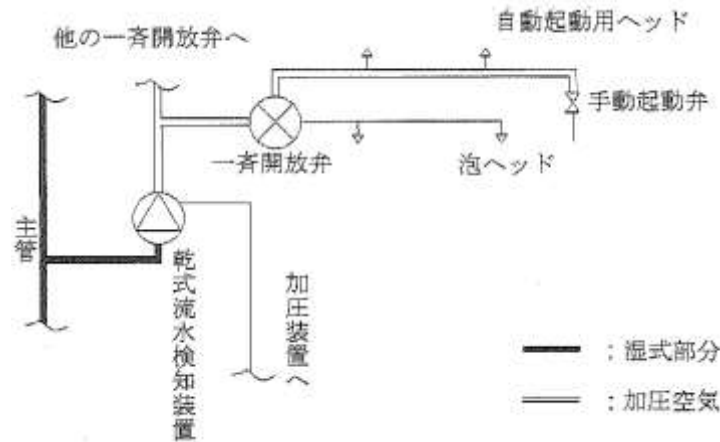 自動起動用ヘッド
他の一斉開放弁へ
手動起動弁
一斉開放弁
泡ヘッド
主管
乾式流水検知装置
加圧装置へ
：湿式部分
：加圧空気